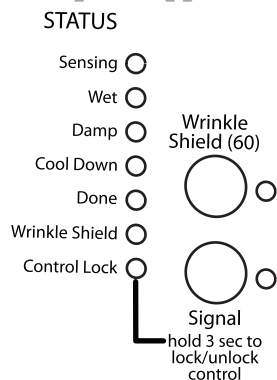 STATUS
Sensing
Wet
Damp
Cool Down
Done
Wrinkle Shield
Control Lock
Wrinkle
Shield (60)
Signal
hold 3 sec to
lock/unlock
control